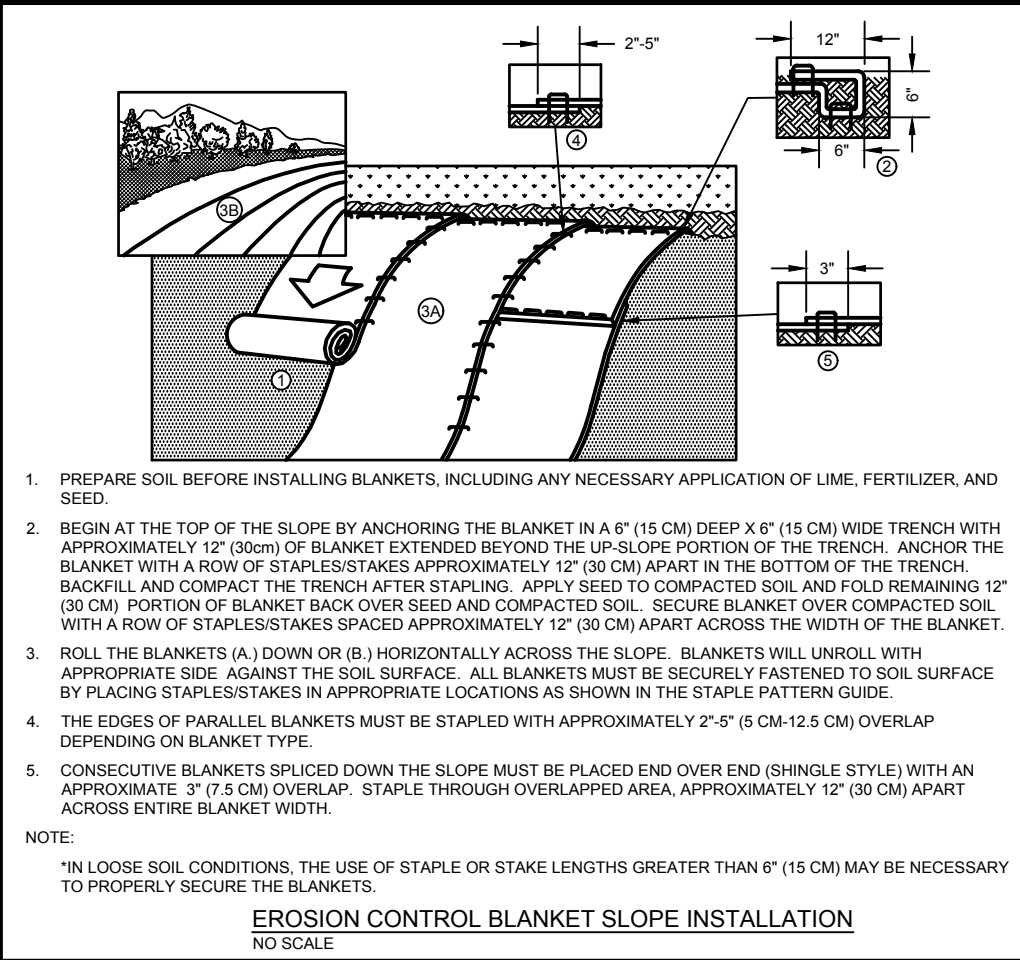 2"-5"
12"
6"
4
6"
2
3B
3"
3A
5
1
1. PREPARE SOIL BEFORE INSTALLING BLANKETS, INCLUDING ANY NECESSARY APPLICATION OF LIME, FERTILIZER, AND
SEED.
2. BEGIN AT THE TOP OF THE SLOPE BY ANCHORING THE BLANKET IN A 6" (15 CM) DEEP X 6" (15 CM) WIDE TRENCH WITH
APPROXIMATELY 12" (30cm) OF BLANKET EXTENDED BEYOND THE UP-SLOPE PORTION OF THE TRENCH. ANCHOR THE
BLANKET WITH A ROW OF STAPLES/STAKES APPROXIMATELY 12" (30 CM) APART IN THE BOTTOM OF THE TRENCH.
BACKFILL AND COMPACT THE TRENCH AFTER STAPLING. APPLY SEED TO COMPACTED SOIL AND FOLD REMAINING 12"
(30 CM) PORTION OF BLANKET BACK OVER SEED AND COMPACTED SOIL. SECURE BLANKET OVER COMPACTED SOIL
WITH A ROW OF STAPLES/STAKES SPACED APPROXIMATELY 12" (30 CM) APART ACROSS THE WIDTH OF THE BLANKET.
3. ROLL THE BLANKETS (A.) DOWN OR (B.) HORIZONTALLY ACROSS THE SLOPE. BLANKETS WILL UNROLL WITH
APPROPRIATE SIDE AGAINST THE SOIL SURFACE. ALL BLANKETS MUST BE SECURELY FASTENED TO SOIL SURFACE
BY PLACING STAPLES/STAKES IN APPROPRIATE LOCATIONS AS SHOWN IN THE STAPLE PATTERN GUIDE.
4. THE EDGES OF PARALLEL BLANKETS MUST BE STAPLED WITH APPROXIMATELY 2"-5" (5 CM-12.5 CM) OVERLAP
DEPENDING ON BLANKET TYPE.
5. CONSECUTIVE BLANKETS SPLICED DOWN THE SLOPE MUST BE PLACED END OVER END (SHINGLE STYLE) WITH AN
APPROXIMATE 3" (7.5 CM) OVERLAP. STAPLE THROUGH OVERLAPPED AREA, APPROXIMATELY 12" (30 CM) APART
ACROSS ENTIRE BLANKET WIDTH.
NOTE:
*IN LOOSE SOIL CONDITIONS, THE USE OF STAPLE OR STAKE LENGTHS GREATER THAN 6" (15 CM) MAY BE NECESSARY
TO PROPERLY SECURE THE BLANKETS.
EROSION CONTROL BLANKET SLOPE INSTALLATION
NO SCALE